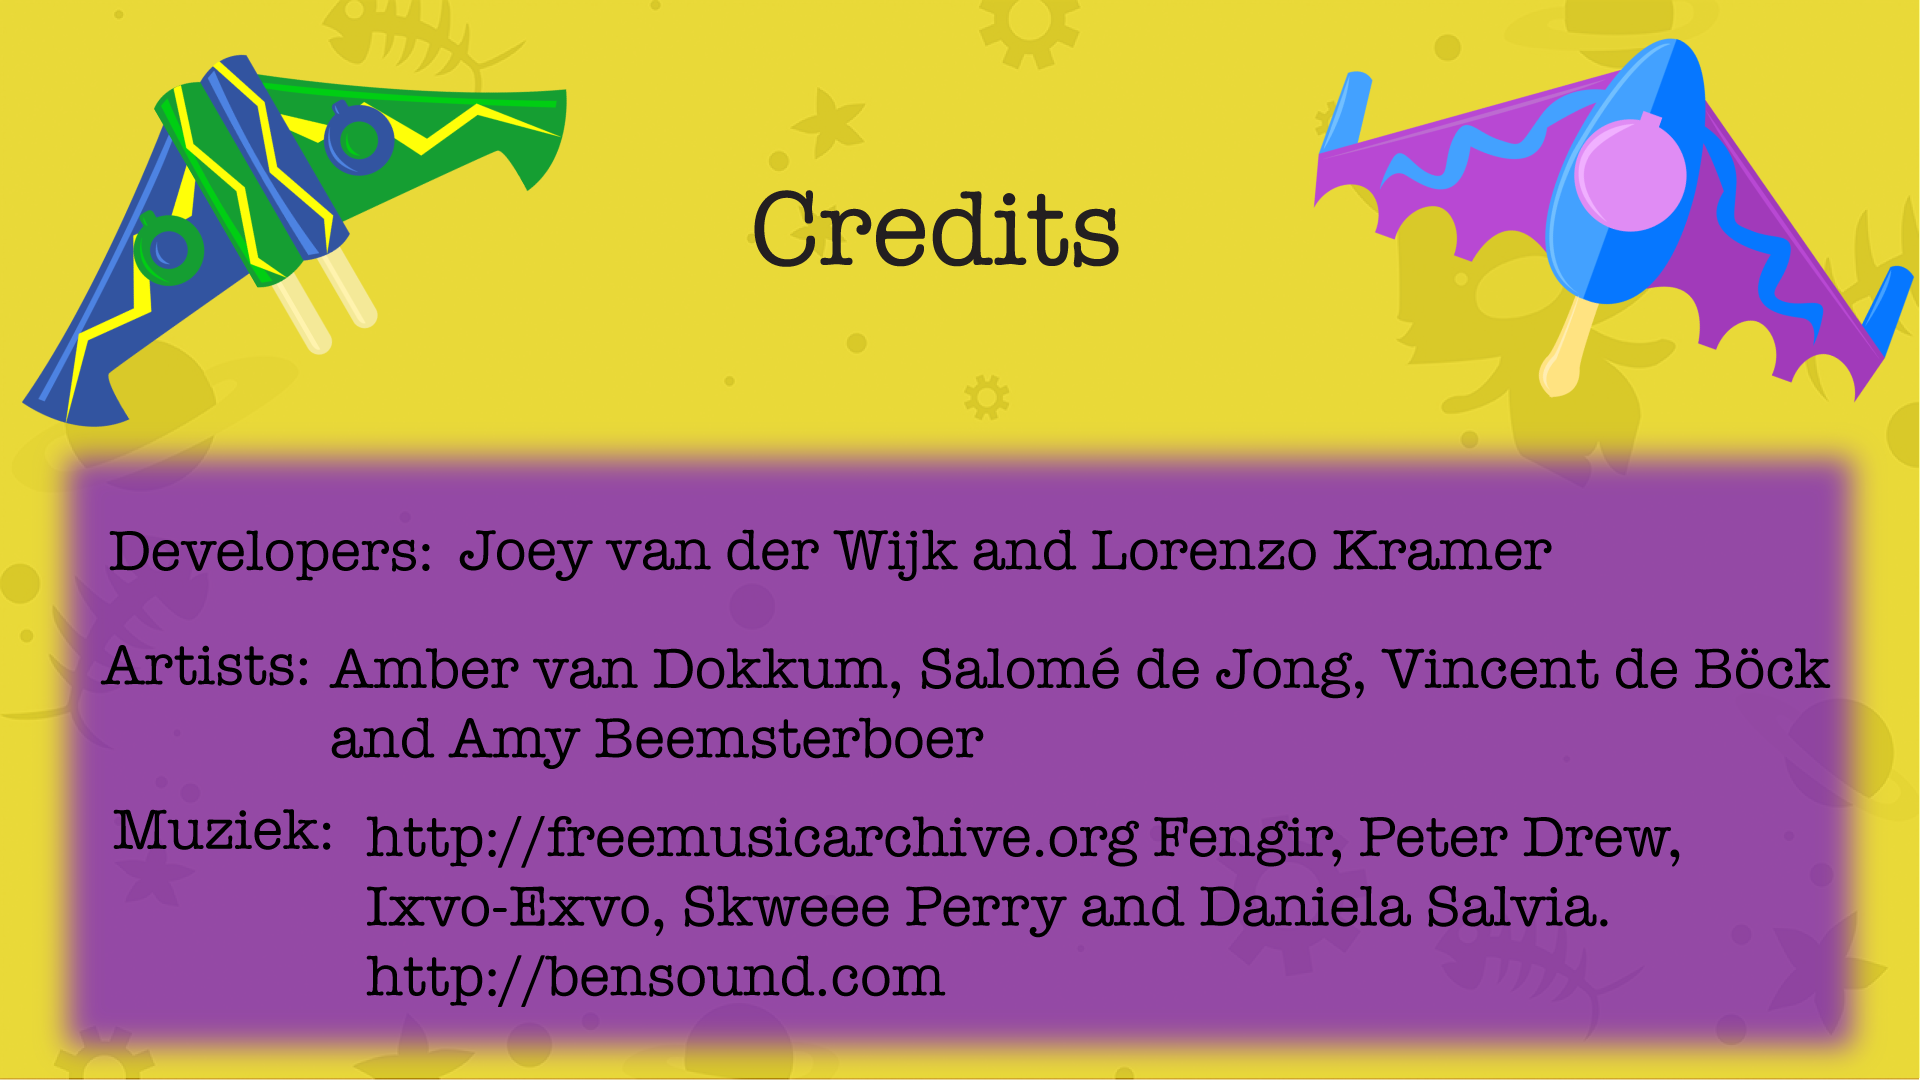 Credits
Developers: Joey van der Wijk and Lorenzo Kramer
Artists: Amber van Dokkum, Salomé de Jong, Vincent de Böck
and Amy Beemsterboer
Muziek: http://freemusicarchive.org Fengir, Peter Drew,
Ixvo-Exvo, Skweee Perry and Daniela Salvia.
http://bensound.com